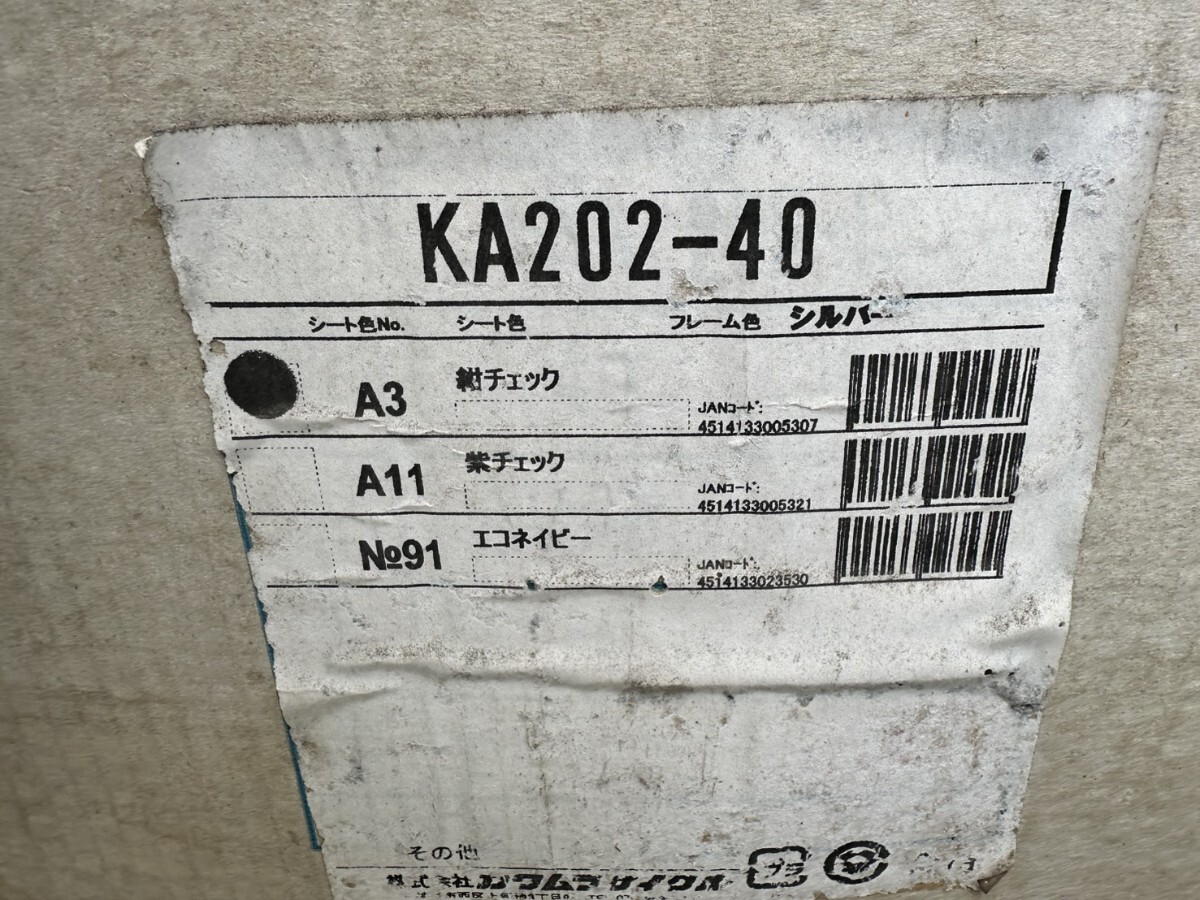 KA202-40
シート色No. シート色 フレーム色 シルバー
A3 紺チェック JANコード: 4514133005307
A11 紫チェック JANコード: 4514133005321
№91 エコネイビー JANコード: 4514133023530
その他
プラ
株式会社 カワムラサイクル